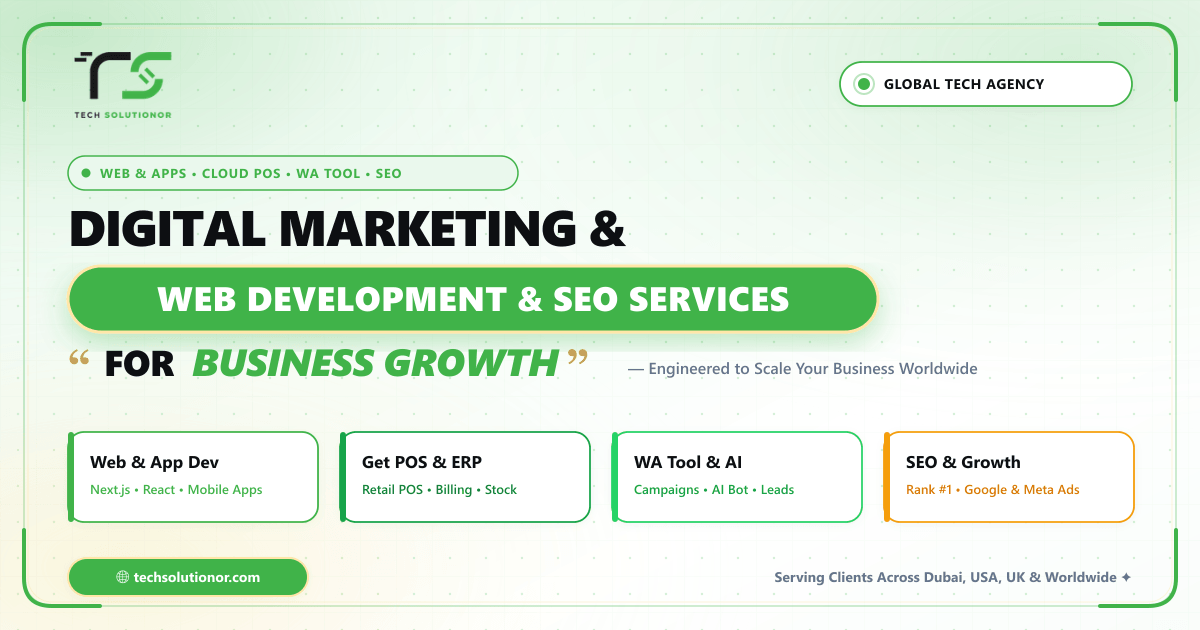 TECH SOLUTIONOR
GLOBAL TECH AGENCY
WEB & APPS • CLOUD POS • WA TOOL • SEO
DIGITAL MARKETING &
WEB DEVELOPMENT & SEO SERVICES
“ FOR BUSINESS GROWTH ” — Engineered to Scale Your Business Worldwide
Web & App Dev
Next.js • React • Mobile Apps
Get POS & ERP
Retail POS • Billing • Stock
WA Tool & AI
Campaigns • AI Bot • Leads
SEO & Growth
Rank #1 • Google & Meta Ads
techsolutionor.com
Serving Clients Across Dubai, USA, UK & Worldwide ✦